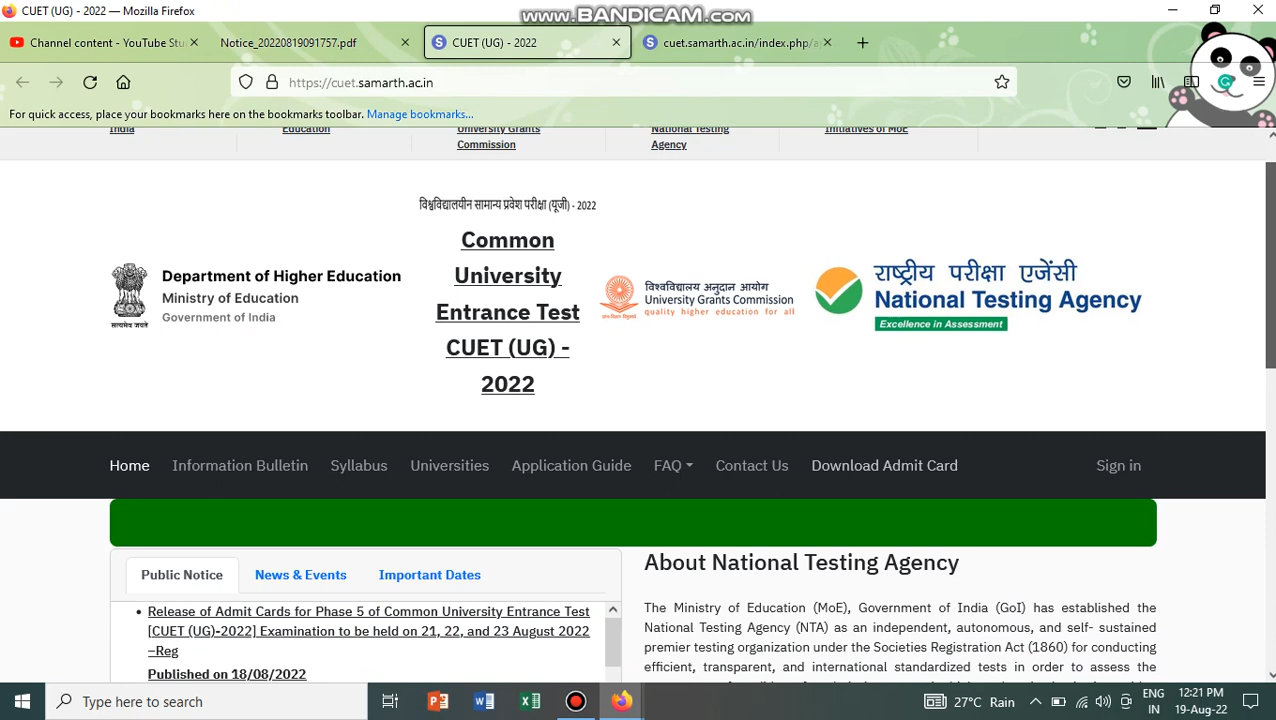 CUET (UG) - 2022 — Mozilla Firefox
www.BANDICAM.com
Channel content - YouTube Stu
Notice_20220819091757.pdf
CUET (UG) - 2022
cuet.samarth.ac.in/index.php/a
https://cuet.samarth.ac.in
For quick access, place your bookmarks here on the bookmarks toolbar. Manage bookmarks...
India
Education
University Grants Commission
National Testing Agency
Initiatives of MoE
विश्वविद्यालयीन सामान्य प्रवेश परीक्षा (यूजी) - 2022
Common
University
Entrance Test
CUET (UG) -
2022
सत्यमेव जयते
Department of Higher Education
Ministry of Education
Government of India
विश्वविद्यालय अनुदान आयोग
University Grants Commission
quality higher education for all
राष्ट्रीय परीक्षा एजेंसी
National Testing Agency
Excellence in Assessment
Home Information Bulletin Syllabus Universities Application Guide FAQ Contact Us Download Admit Card Sign in
Public Notice News & Events Important Dates
Release of Admit Cards for Phase 5 of Common University Entrance Test
[CUET (UG)-2022] Examination to be held on 21, 22, and 23 August 2022
–Reg
Published on 18/08/2022
About National Testing Agency
The Ministry of Education (MoE), Government of India (GoI) has established the
National Testing Agency (NTA) as an independent, autonomous, and self- sustained
premier testing organization under the Societies Registration Act (1860) for conducting
efficient, transparent, and international standardized tests in order to assess the
Type here to search
27°C Rain
ENG
IN
12:21 PM
19-Aug-22